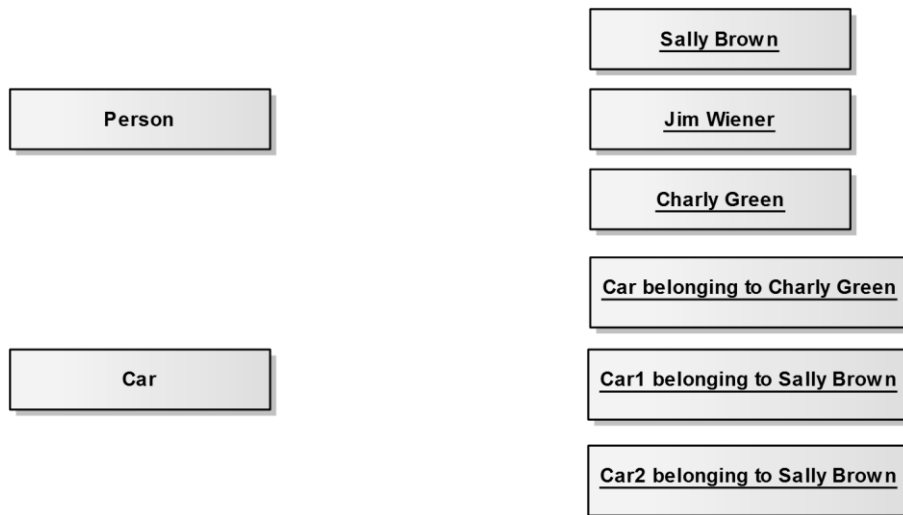 Sally Brown
Person
Jim Wiener
Charly Green
Car belonging to Charly Green
Car
Car1 belonging to Sally Brown
Car2 belonging to Sally Brown